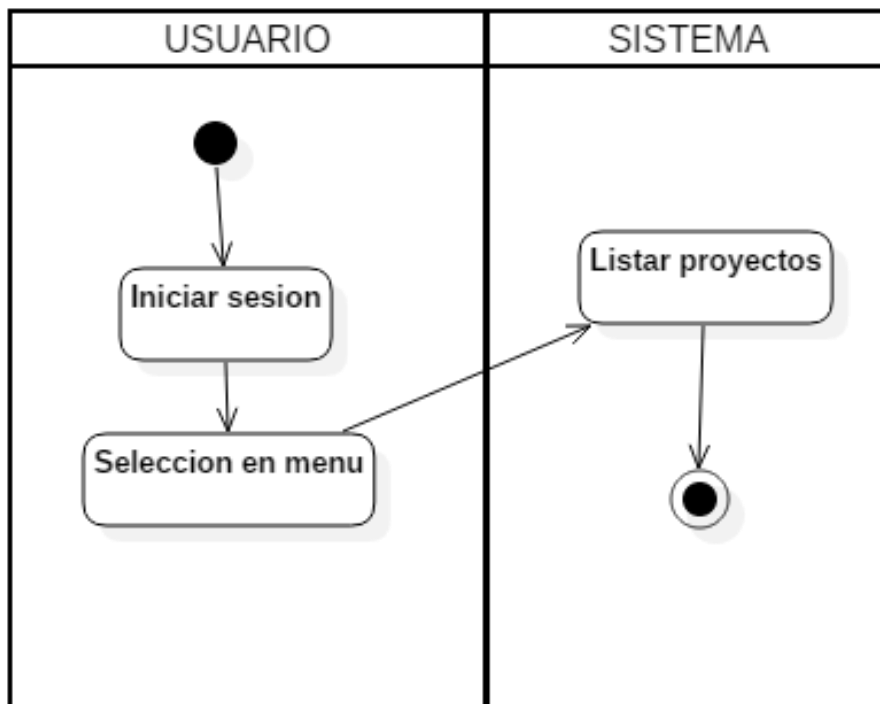 USUARIO
SISTEMA
Iniciar sesion
Seleccion en menu
Listar proyectos